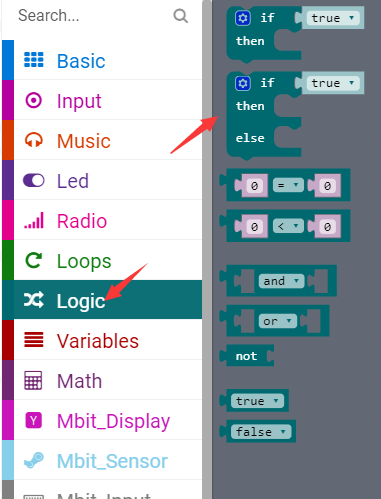 Search...
Basic
Input
Music
Led
Radio
Loops
Logic
Variables
Math
Mbit_Display
Mbit_Sensor
Mbit_Input
if true
then
if true
then
else
0 = 0
0 < 0
and
or
not
true
false